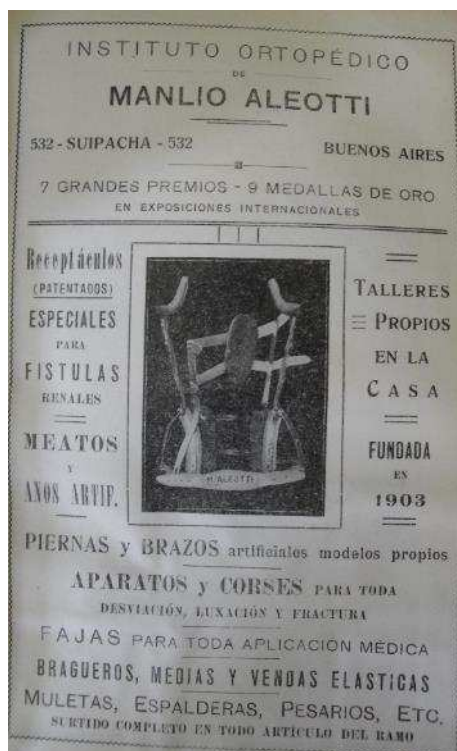 INSTITUTO ORTOPÉDICO
DE
MANLIO ALEOTTI
532 - SUIPACHA - 532
BUENOS AIRES
7 GRANDES PREMIOS - 9 MEDALLAS DE ORO
EN EXPOSICIONES INTERNACIONALES
Receptáculos
(PATENTADOS)
ESPECIALES
PARA
FISTULAS
RENALES
MEATOS
Y
ANOS ARTIF.
M. ALEOTTI
TALLERES
PROPIOS
EN LA
CASA
FUNDADA
EN
1903
PIERNAS y BRAZOS artificiales modelos propios
APARATOS y CORSES PARA TODA
DESVIACIÓN, LUXACIÓN Y FRACTURA
FAJAS PARA TODA APLICACION MÉDICA
BRAGUEROS, MEDIAS Y VENDAS ELASTICAS
MULETAS, ESPALDERAS, PESARIOS, ETC.
SURTIDO COMPLETO EN TODO ARTÍCULO DEL RAMO